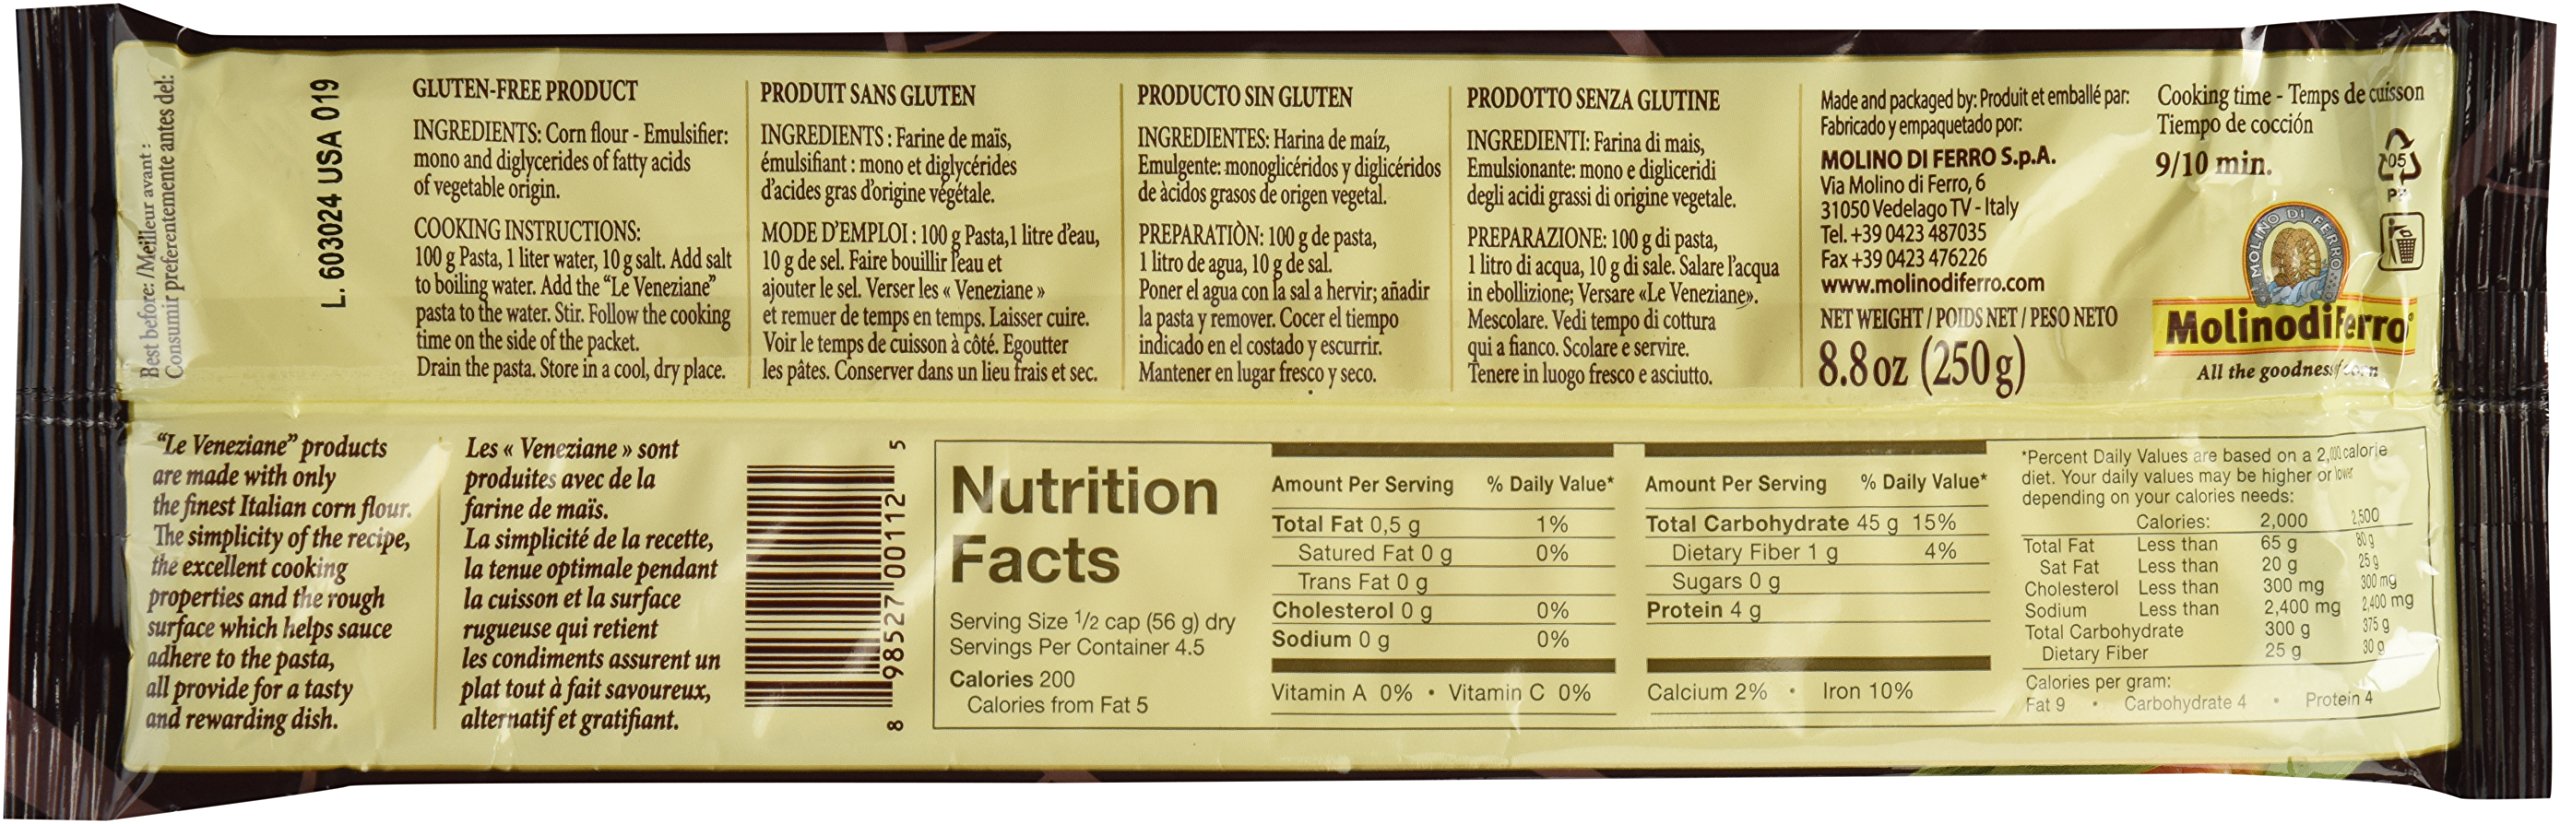 Best before: /Meilleur avant :
Consumir preferentemente antes del:
L. 603024 USA 019
GLUTEN-FREE PRODUCT
INGREDIENTS: Corn flour - Emulsifier:
mono and diglycerides of fatty acids
of vegetable origin.
COOKING INSTRUCTIONS:
100 g Pasta, 1 liter water, 10 g salt. Add salt
to boiling water. Add the “Le Veneziane”
pasta to the water. Stir. Follow the cooking
time on the side of the packet.
Drain the pasta. Store in a cool, dry place.
PRODUIT SANS GLUTEN
INGREDIENTS : Farine de maïs,
émulsifiant : mono et diglycérides
d'acides gras d'origine végétale.
MODE D'EMPLOI : 100 g Pasta,1 litre d'eau,
10 g de sel. Faire bouillir l'eau et
ajouter le sel. Verser les « Veneziane »
et remuer de temps en temps. Laisser cuire.
Voir le temps de cuisson à côté. Egoutter
les pâtes. Conserver dans un lieu frais et sec.
PRODUCTO SIN GLUTEN
INGREDIENTES: Harina de maíz,
Emulgente: monoglicéridos y diglicéridos
de àcidos grasos de origen vegetal.
PREPARATIÒN: 100 g de pasta,
1 litro de agua, 10 g de sal.
Poner el agua con la sal a hervir; añadir
la pasta y remover. Cocer el tiempo
indicado en el costado y escurrir.
Mantener en lugar fresco y seco.
PRODOTTO SENZA GLUTINE
INGREDIENTI: Farina di mais,
Emulsionante: mono e digliceridi
degli acidi grassi di origine vegetale.
PREPARAZIONE: 100 g di pasta,
1 litro di acqua, 10 g di sale. Salare l'acqua
in ebollizione; Versare «Le Veneziane».
Mescolare. Vedi tempo di cottura
qui a fianco. Scolare e servire.
Tenere in luogo fresco e asciutto.
Made and packaged by: Produit et emballé par:
Fabricado y empaquetado por:
MOLINO DI FERRO S.p.A.
Via Molino di Ferro, 6
31050 Vedelago TV - Italy
Tel. +39 0423 487035
Fax +39 0423 476226
www.molinodiferro.com
NET WEIGHT / POIDS NET / PESO NETO
8.8 oz (250 g)
Cooking time - Temps de cuisson
Tiempo de cocción
9/10 min.
05
PP
MOLINO DI FERRO
MolinodiFerro
All the goodness of corn
“Le Veneziane” products
are made with only
the finest Italian corn flour.
The simplicity of the recipe,
the excellent cooking
properties and the rough
surface which helps sauce
adhere to the pasta,
all provide for a tasty
and rewarding dish.
Les « Veneziane » sont
produites avec de la
farine de maïs.
La simplicité de la recette,
la tenue optimale pendant
la cuisson et la surface
rugueuse qui retient
les condiments assurent un
plat tout à fait savoureux,
alternatif et gratifiant.
8 98527 00112 5
Nutrition
Facts
Serving Size 1/2 cap (56 g) dry
Servings Per Container 4.5
Calories 200
Calories from Fat 5
Amount Per Serving % Daily Value*
Total Fat 0,5 g 1%
Satured Fat 0 g 0%
Trans Fat 0 g
Cholesterol 0 g 0%
Sodium 0 g 0%
Vitamin A 0% • Vitamin C 0%
Amount Per Serving % Daily Value*
Total Carbohydrate 45 g 15%
Dietary Fiber 1 g 4%
Sugars 0 g
Protein 4 g
Calcium 2% • Iron 10%
*Percent Daily Values are based on a 2,000 calorie
diet. Your daily values may be higher or lower
depending on your calories needs:
Calories: 2,000 2,500
Total Fat Less than 65 g 80 g
Sat Fat Less than 20 g 25 g
Cholesterol Less than 300 mg 300 mg
Sodium Less than 2,400 mg 2,400 mg
Total Carbohydrate 300 g 375 g
Dietary Fiber 25 g 30 g
Calories per gram:
Fat 9 • Carbohydrate 4 • Protein 4